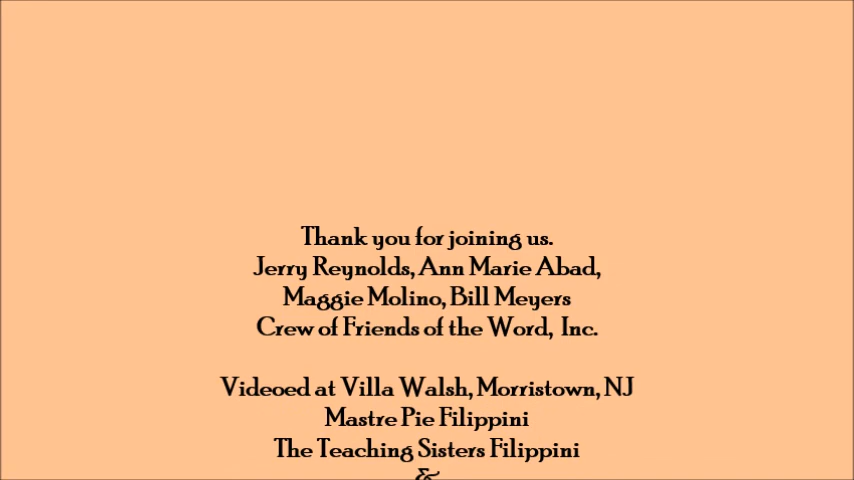 Thank you for joining us.
Jerry Reynolds, Ann Marie Abad,
Maggie Molino, Bill Meyers
Crew of Friends of the Word, Inc.
Videoed at Villa Walsh, Morristown, NJ
Mastre Pie Filippini
The Teaching Sisters Filippini
&